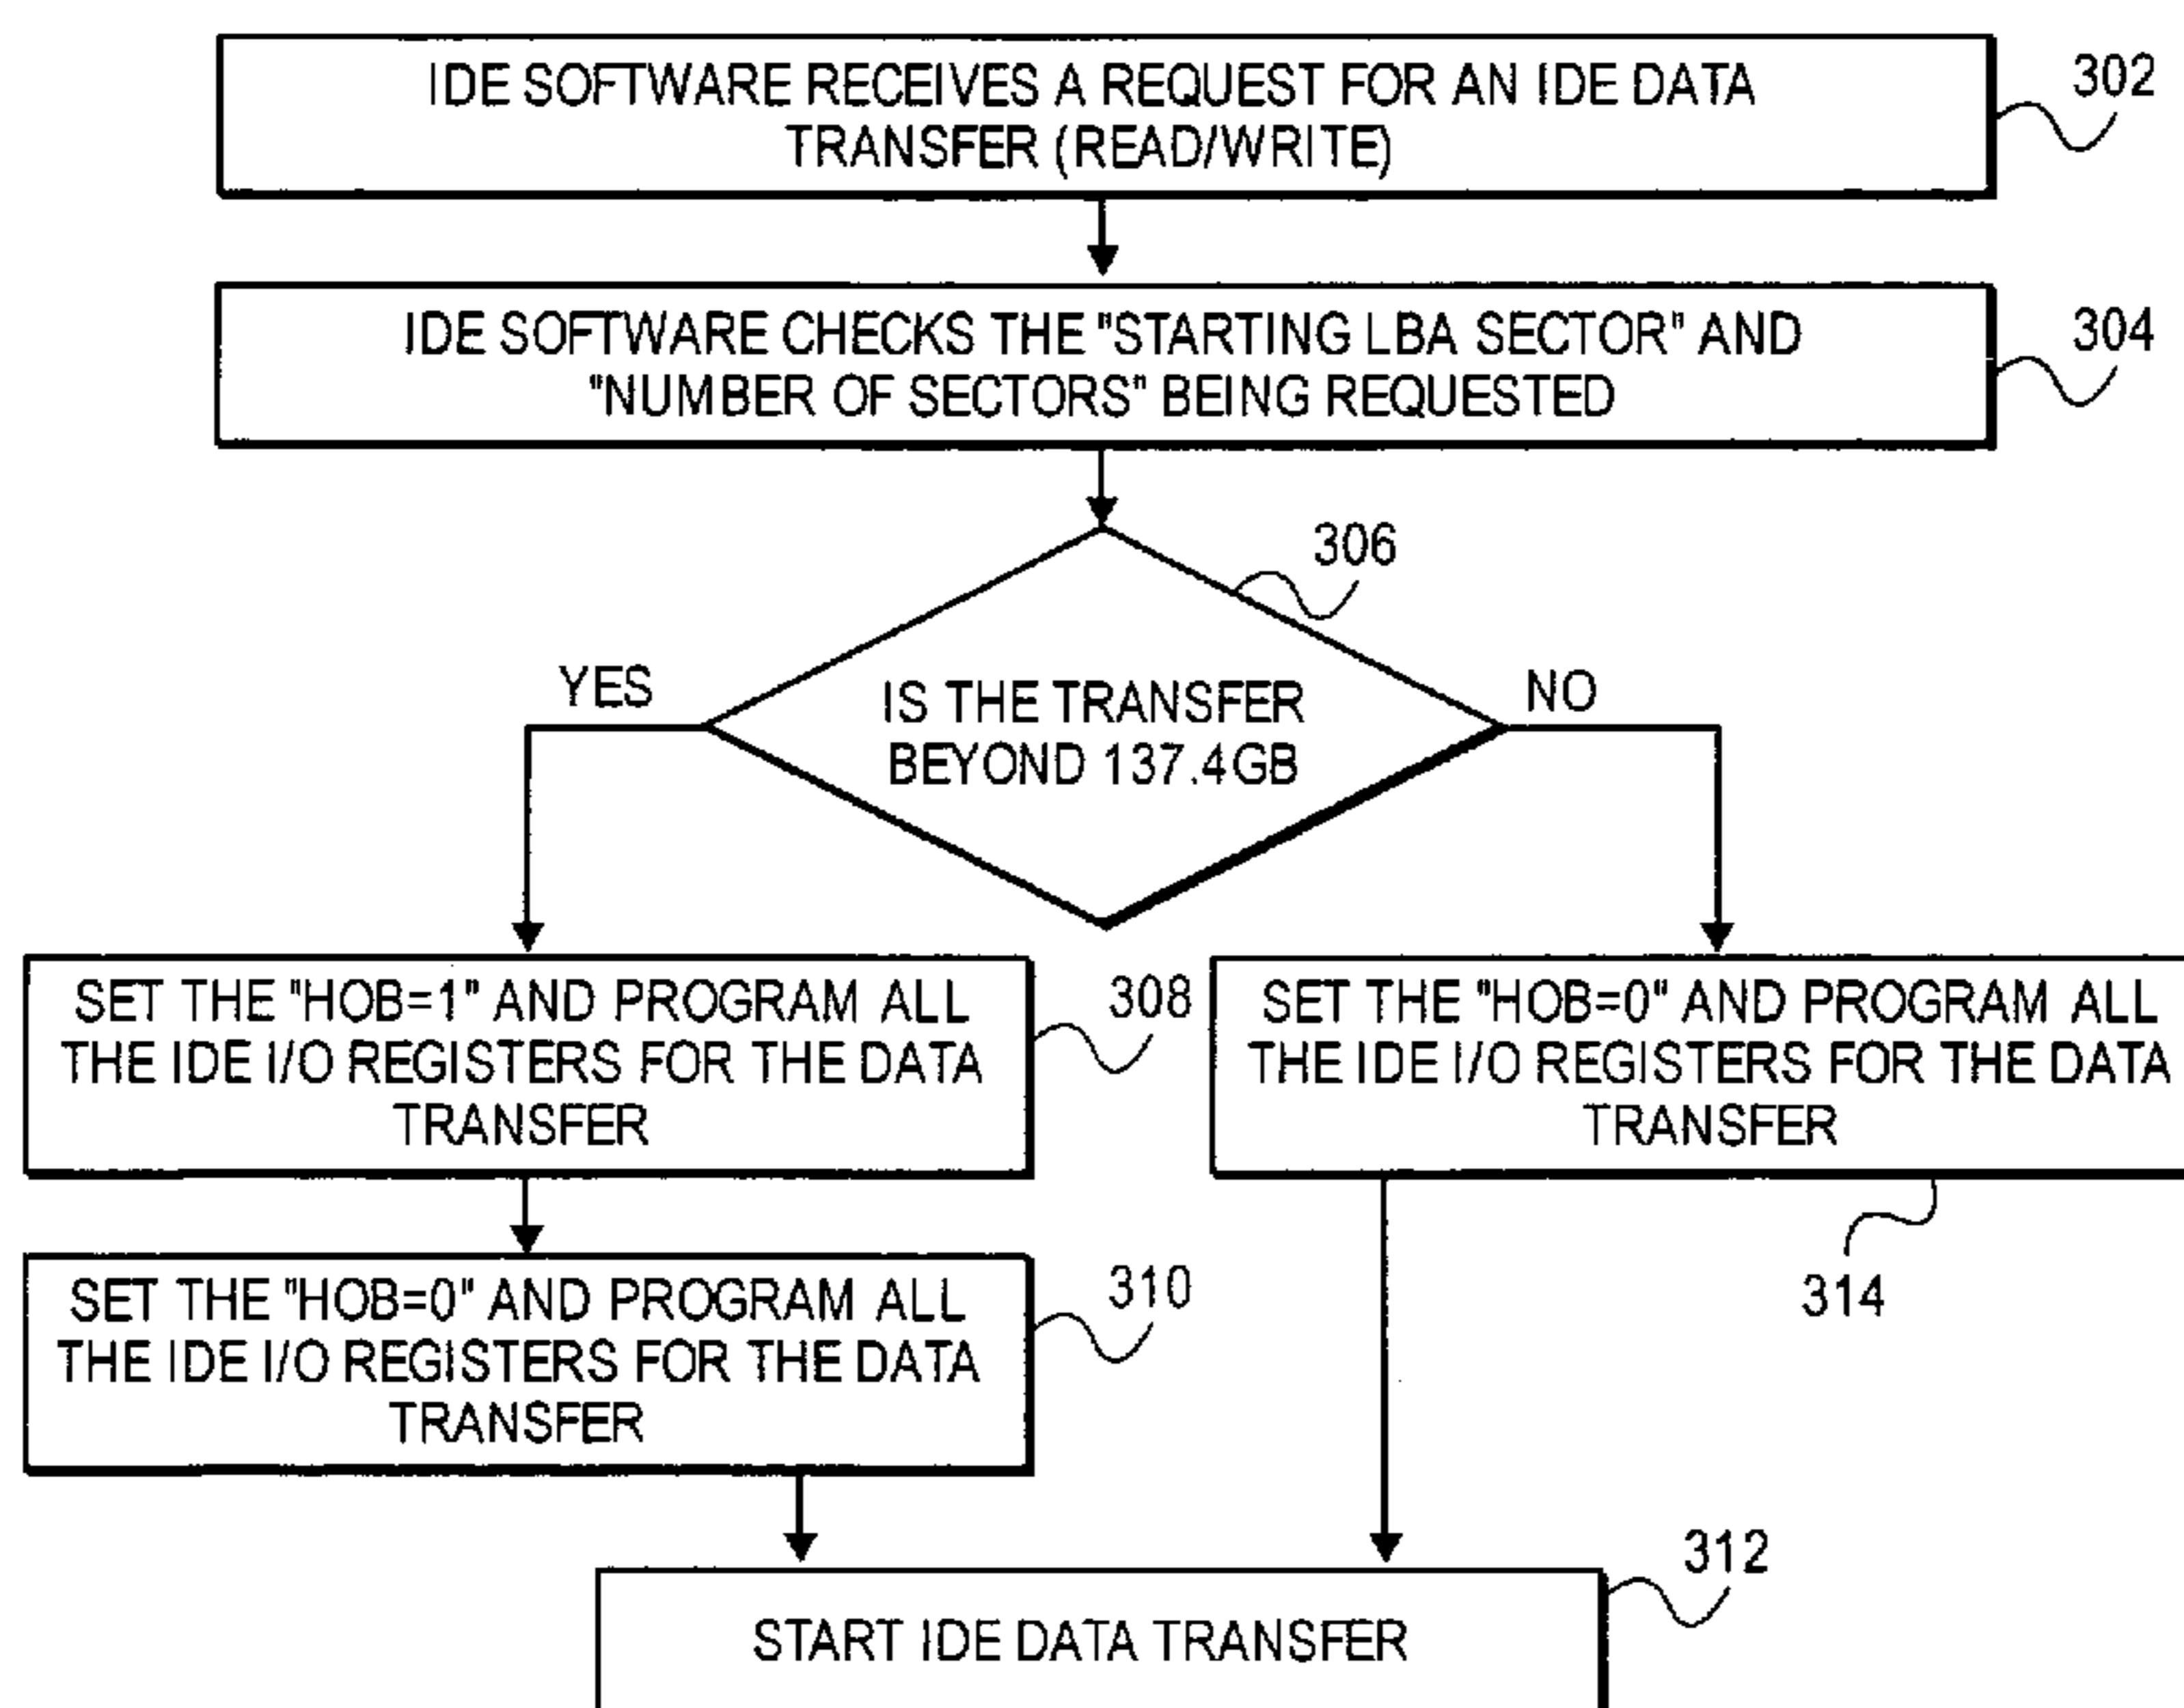 IDE SOFTWARE RECEIVES A REQUEST FOR AN IDE DATA
TRANSFER (READ/WRITE)
302
IDE SOFTWARE CHECKS THE "STARTING LBA SECTOR" AND
"NUMBER OF SECTORS" BEING REQUESTED
304
306
YES
IS THE TRANSFER
BEYOND 137.4GB
NO
SET THE "HOB=1" AND PROGRAM ALL
THE IDE I/O REGISTERS FOR THE DATA
TRANSFER
308
SET THE "HOB=0" AND PROGRAM ALL
THE IDE I/O REGISTERS FOR THE DATA
TRANSFER
314
SET THE "HOB=0" AND PROGRAM ALL
THE IDE I/O REGISTERS FOR THE DATA
TRANSFER
310
START IDE DATA TRANSFER
312